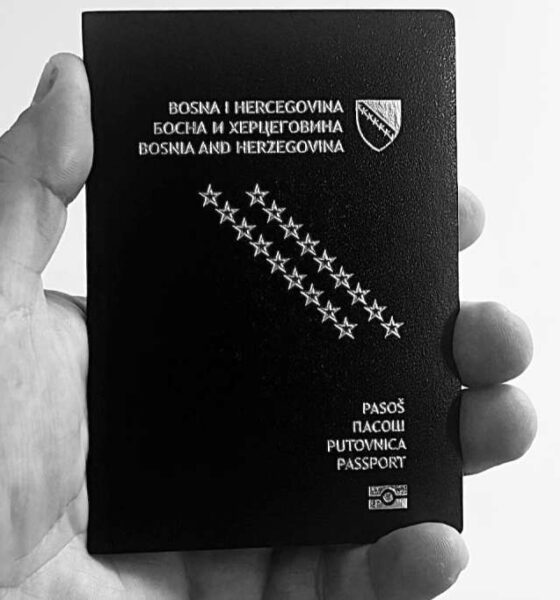 BOSNA I HERCEGOVINA
БОСНА И ХЕРЦЕГОВИНА
BOSNIA AND HERZEGOVINA
PASOŠ
ПАСОШ
PUTOVNICA
PASSPORT